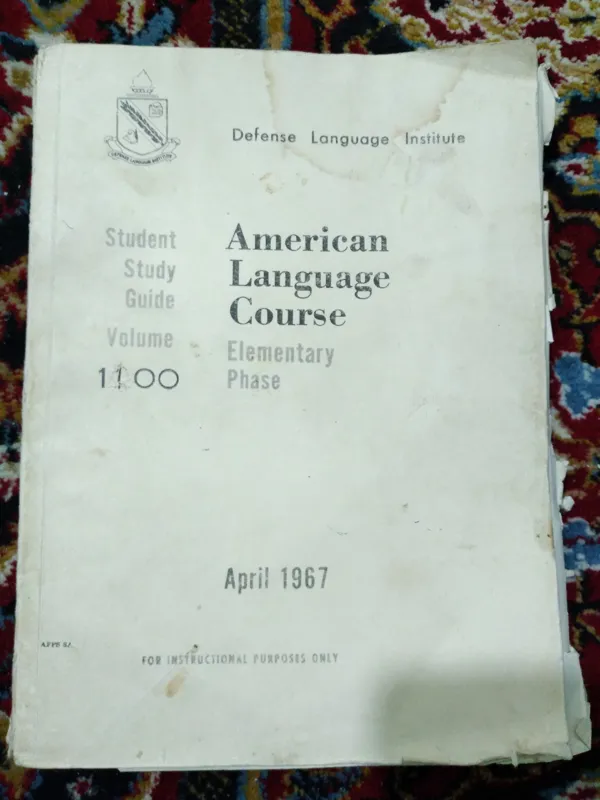 Defense Language Institute
Student
Study
Guide
Volume
1100
American
Language
Course
Elementary
Phase
April 1967
FOR INSTRUCTIONAL PURPOSES ONLY